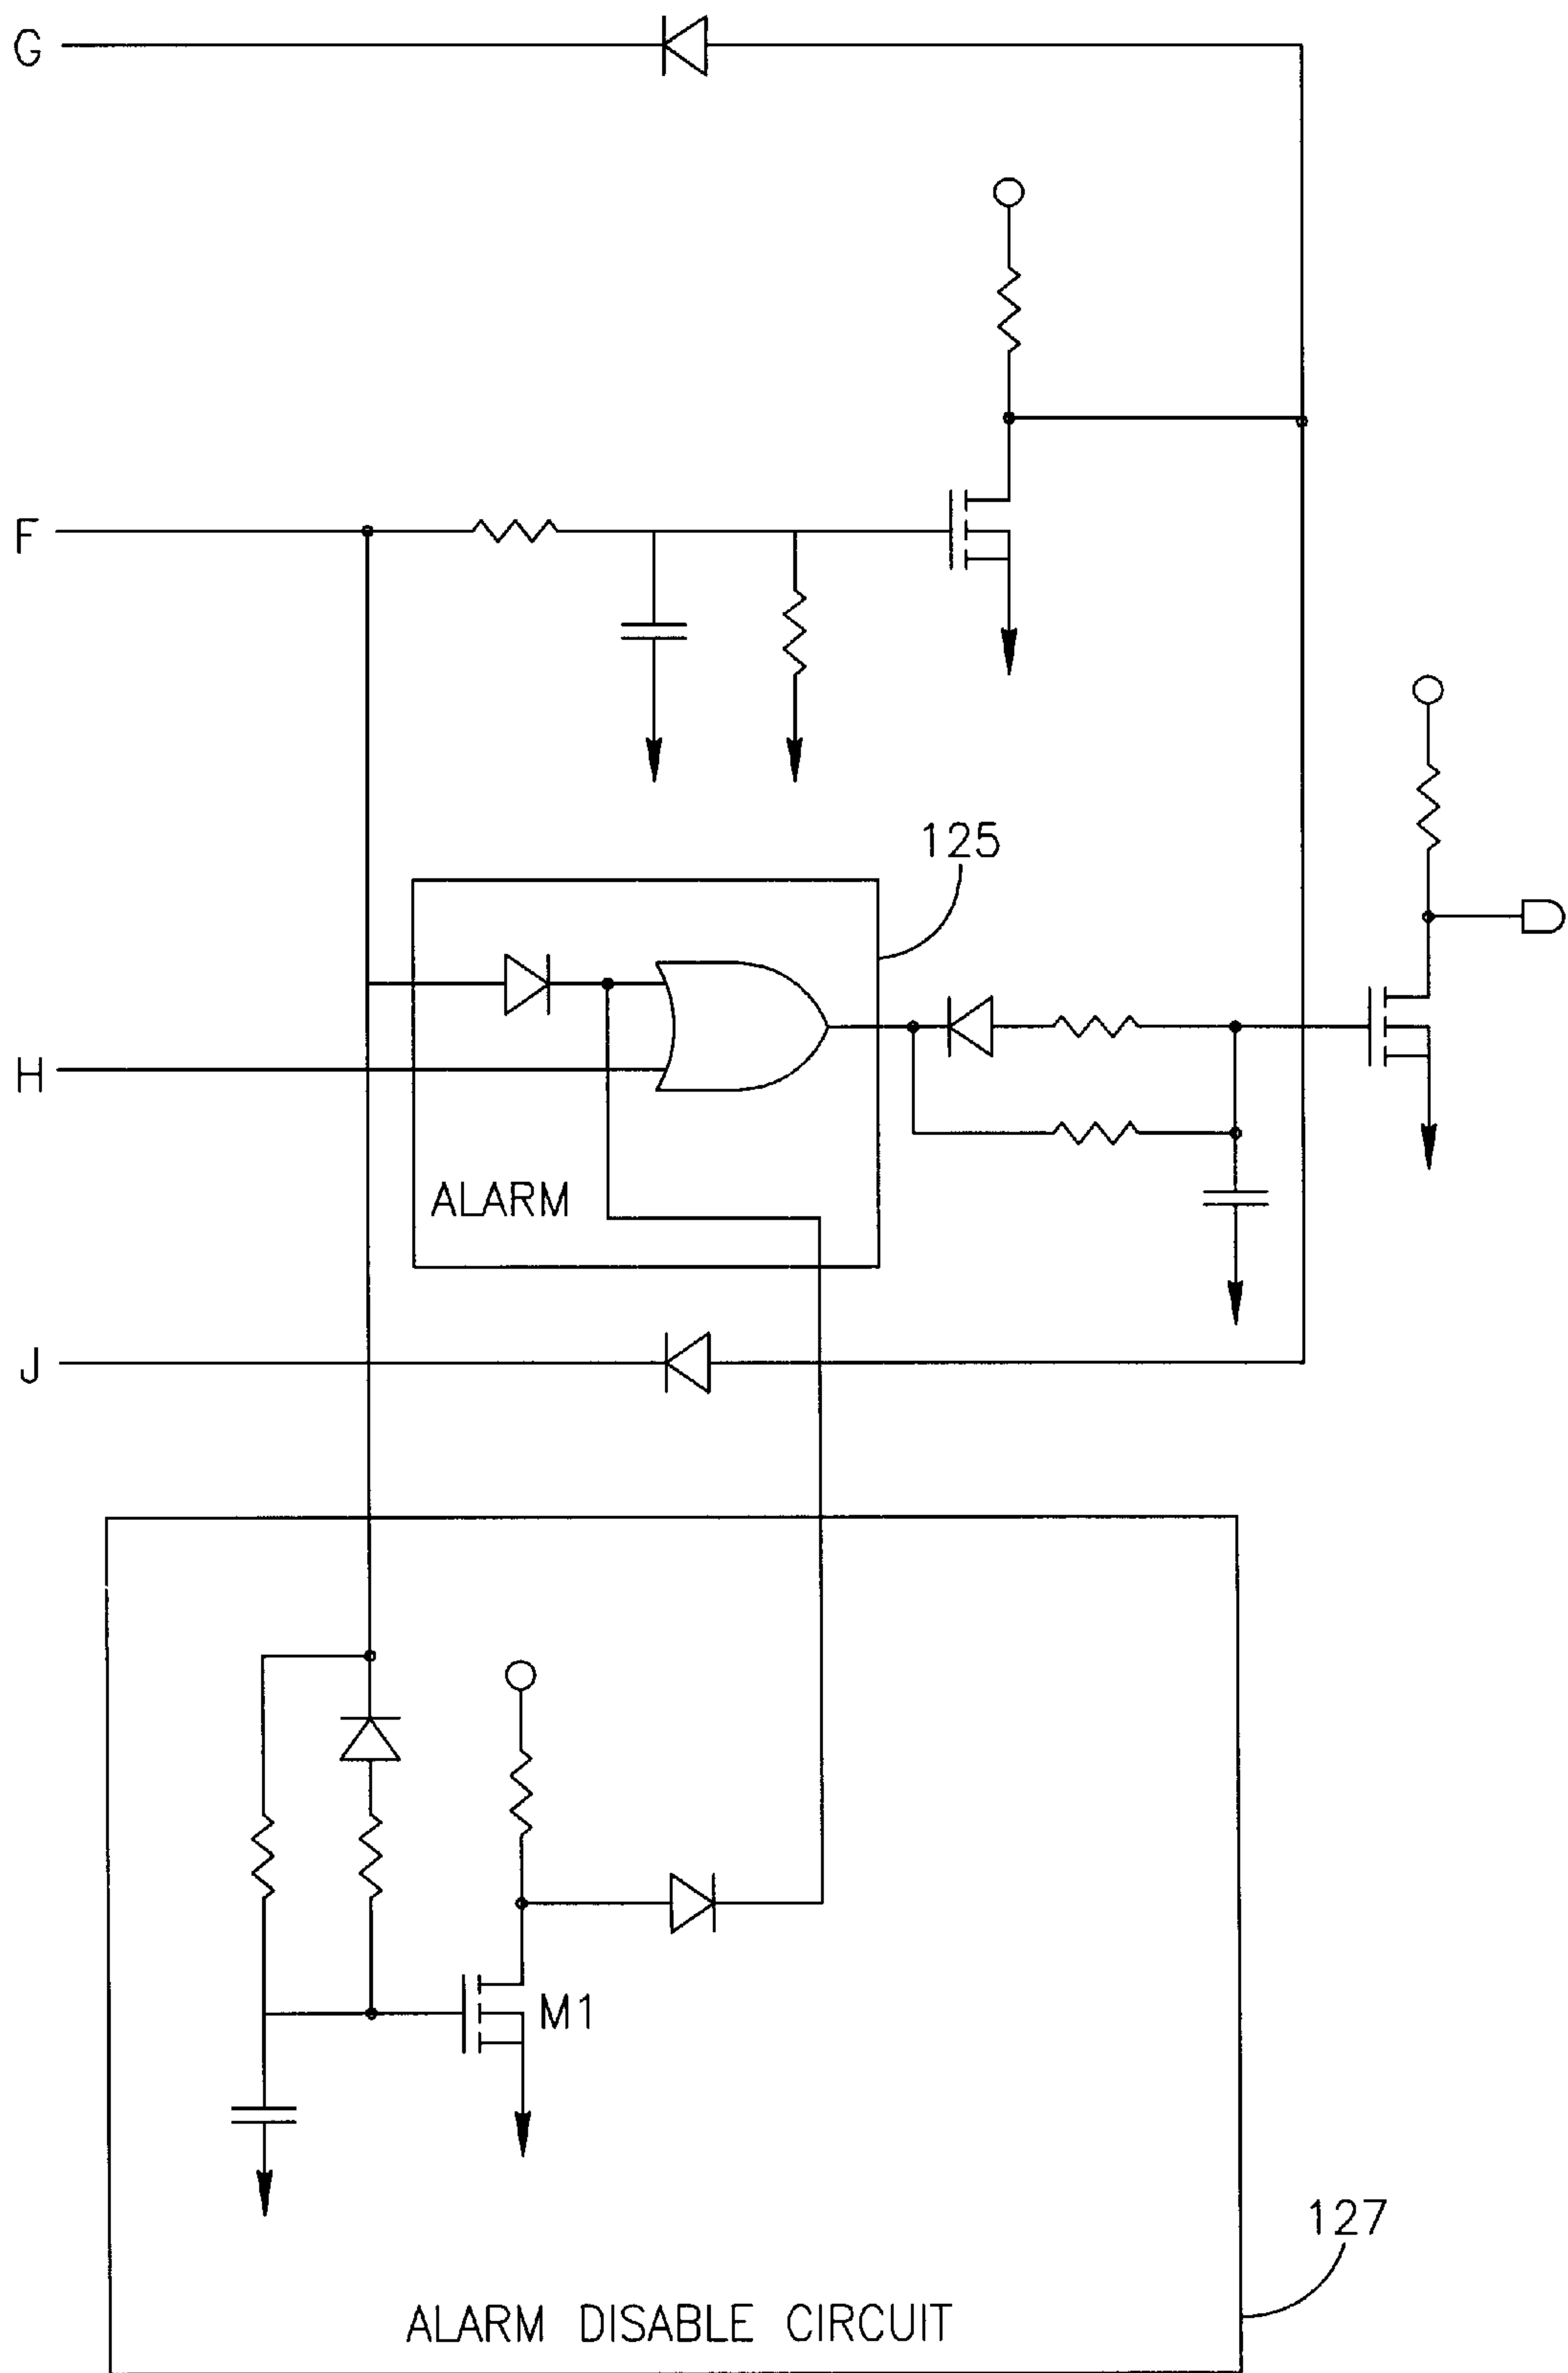 G
F
125
H
ALARM
J
M1
127
ALARM DISABLE CIRCUIT